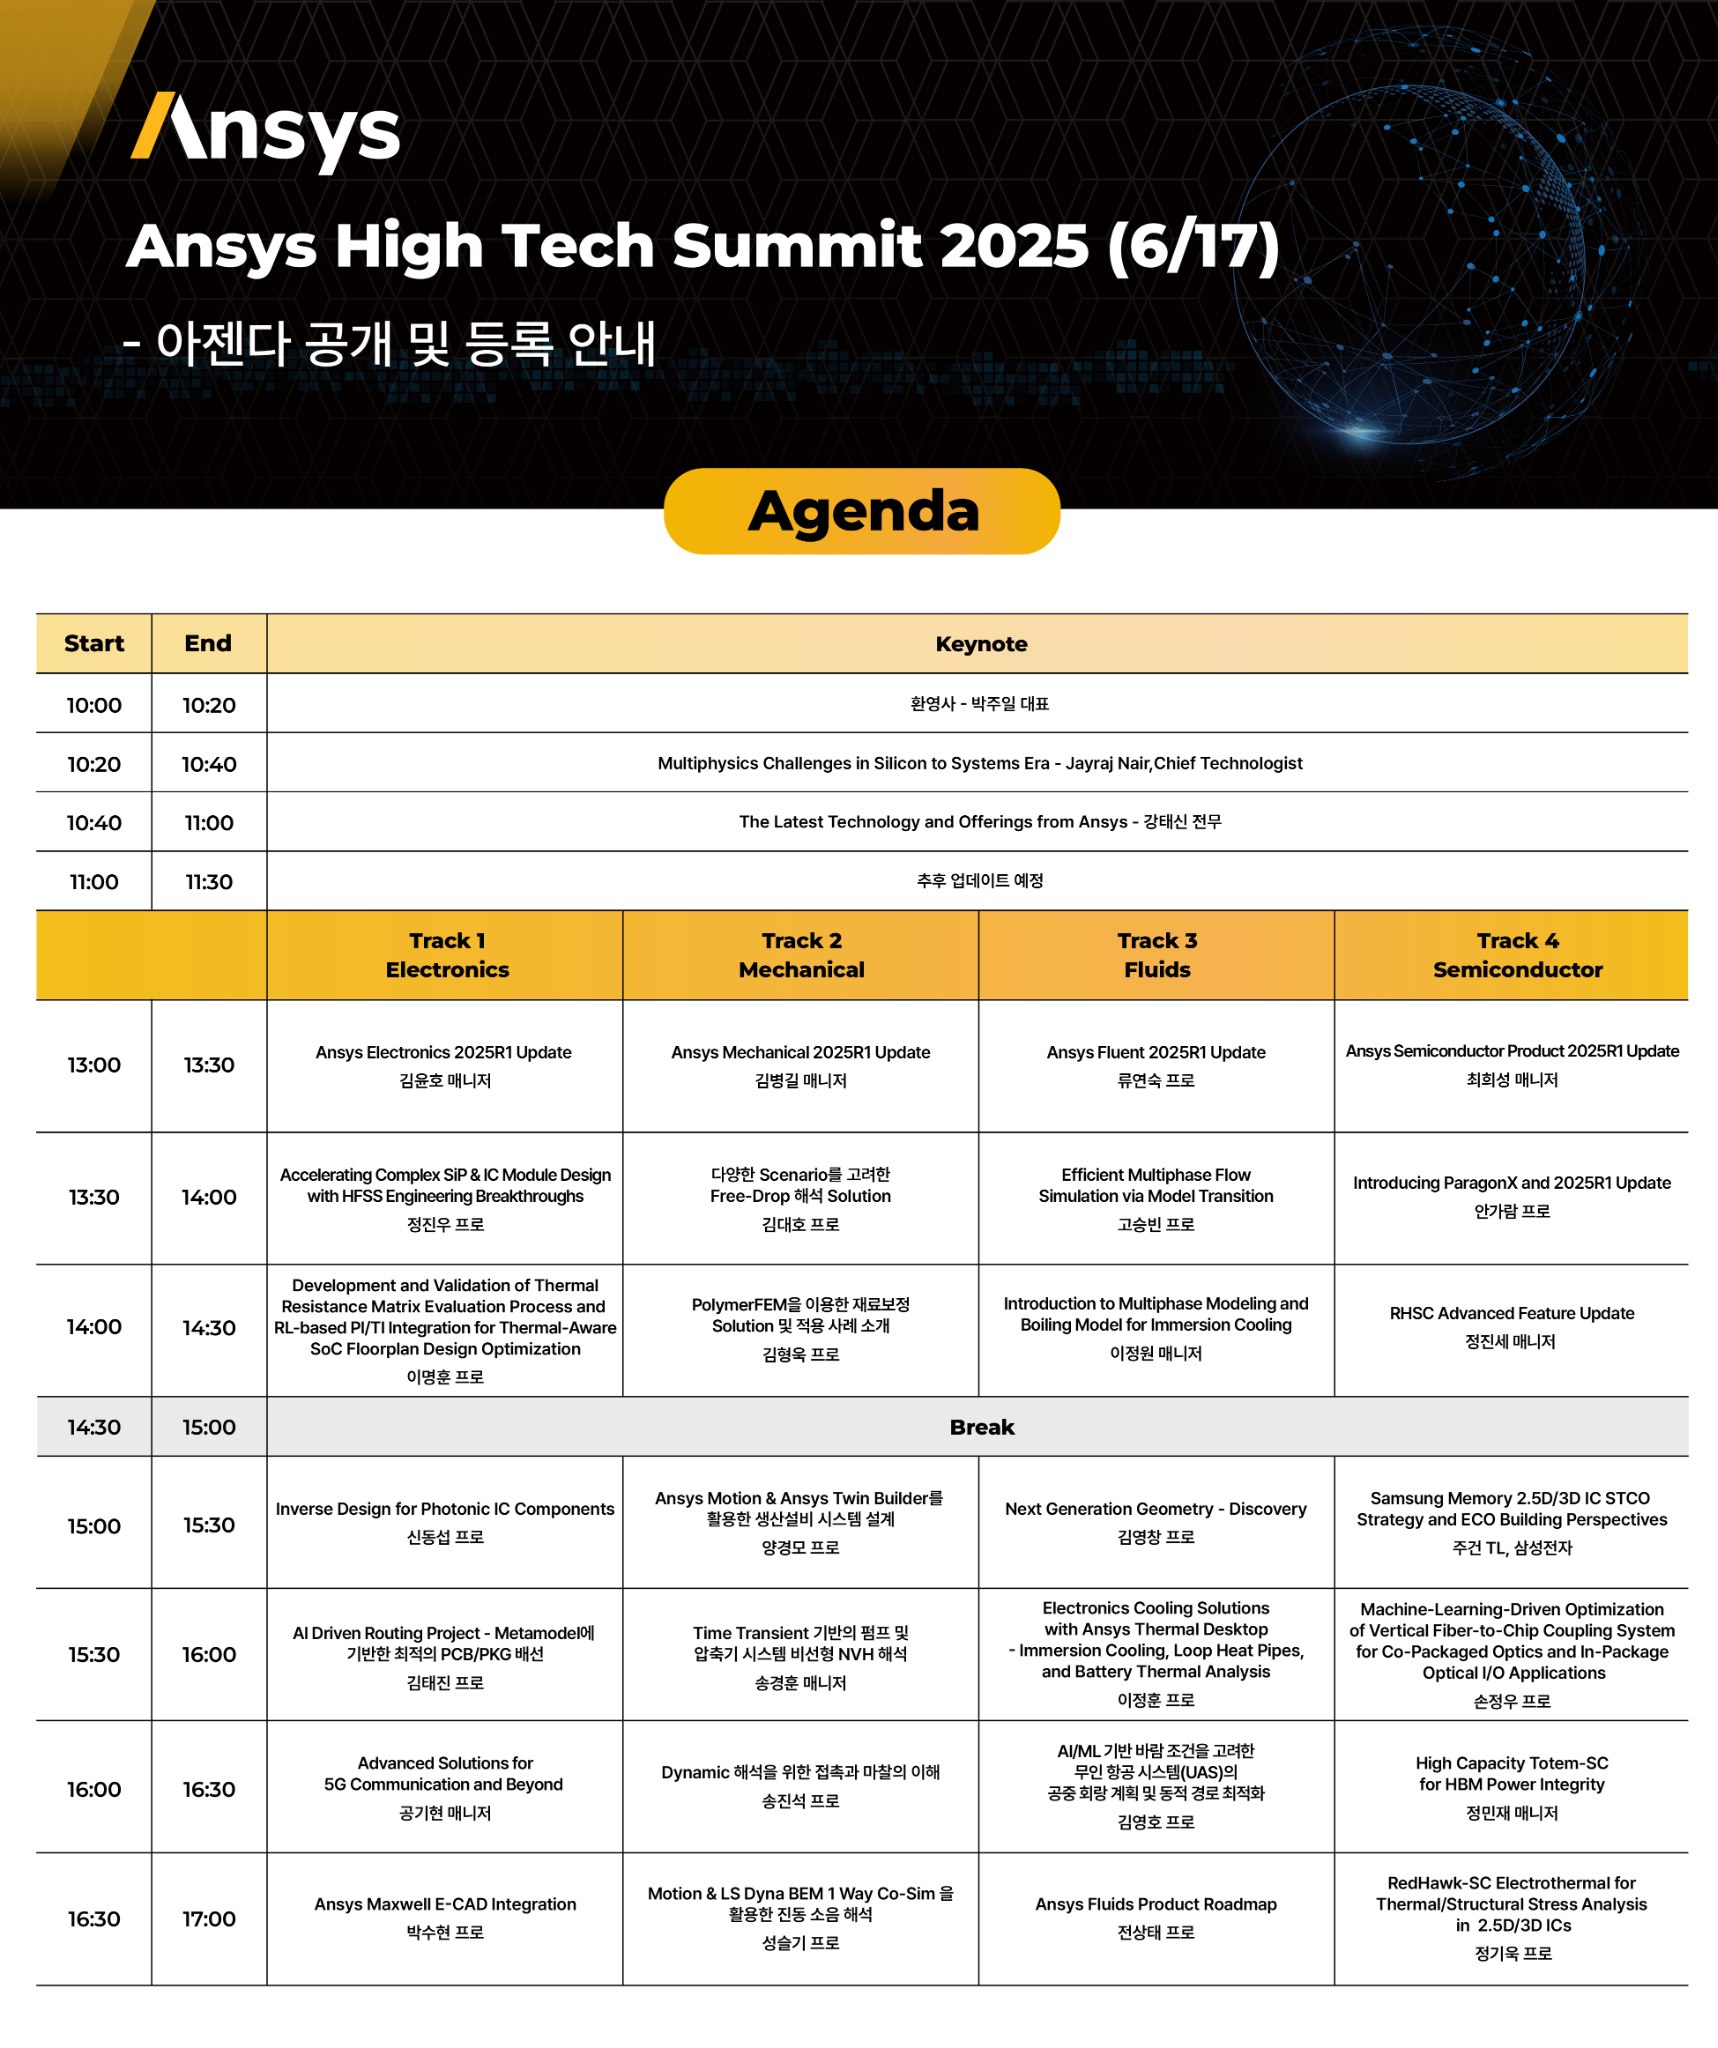 Ansys
Ansys High Tech Summit 2025 (6/17)
- 아젠다 공개 및 등록 안내
Agenda
Start End Keynote
10:00 10:20 환영사 - 박주일 대표
10:20 10:40 Multiphysics Challenges in Silicon to Systems Era - Jayraj Nair,Chief Technologist
10:40 11:00 The Latest Technology and Offerings from Ansys - 강태신 전무
11:00 11:30 추후 업데이트 예정
Track 1
Electronics
Track 2
Mechanical
Track 3
Fluids
Track 4
Semiconductor
13:00 13:30
Ansys Electronics 2025R1 Update
김윤호 매니저
Ansys Mechanical 2025R1 Update
김병길 매니저
Ansys Fluent 2025R1 Update
류연숙 프로
Ansys Semiconductor Product 2025R1 Update
최희성 매니저
13:30 14:00
Accelerating Complex SiP & IC Module Design
with HFSS Engineering Breakthroughs
정진우 프로
다양한 Scenario를 고려한
Free-Drop 해석 Solution
김대호 프로
Efficient Multiphase Flow
Simulation via Model Transition
고승빈 프로
Introducing ParagonX and 2025R1 Update
안가람 프로
14:00 14:30
Development and Validation of Thermal
Resistance Matrix Evaluation Process and
RL-based PI/TI Integration for Thermal-Aware
SoC Floorplan Design Optimization
이명훈 프로
PolymerFEM을 이용한 재료보정
Solution 및 적용 사례 소개
김형욱 프로
Introduction to Multiphase Modeling and
Boiling Model for Immersion Cooling
이정원 매니저
RHSC Advanced Feature Update
정진세 매니저
14:30 15:00 Break
15:00 15:30
Inverse Design for Photonic IC Components
신동섭 프로
Ansys Motion & Ansys Twin Builder를
활용한 생산설비 시스템 설계
양경모 프로
Next Generation Geometry - Discovery
김영창 프로
Samsung Memory 2.5D/3D IC STCO
Strategy and ECO Building Perspectives
주건 TL, 삼성전자
15:30 16:00
AI Driven Routing Project - Metamodel에
기반한 최적의 PCB/PKG 배선
김태진 프로
Time Transient 기반의 펌프 및
압축기 시스템 비선형 NVH 해석
송경훈 매니저
Electronics Cooling Solutions
with Ansys Thermal Desktop
- Immersion Cooling, Loop Heat Pipes,
and Battery Thermal Analysis
이정훈 프로
Machine-Learning-Driven Optimization
of Vertical Fiber-to-Chip Coupling System
for Co-Packaged Optics and In-Package
Optical I/O Applications
손정우 프로
16:00 16:30
Advanced Solutions for
5G Communication and Beyond
공기현 매니저
Dynamic 해석을 위한 접촉과 마찰의 이해
송진석 프로
AI/ML 기반 바람 조건을 고려한
무인 항공 시스템(UAS)의
공중 회랑 계획 및 동적 경로 최적화
김영호 프로
High Capacity Totem-SC
for HBM Power Integrity
정민재 매니저
16:30 17:00
Ansys Maxwell E-CAD Integration
박수현 프로
Motion & LS Dyna BEM 1 Way Co-Sim 을
활용한 진동 소음 해석
성슬기 프로
Ansys Fluids Product Roadmap
전상태 프로
RedHawk-SC Electrothermal for
Thermal/Structural Stress Analysis
in 2.5D/3D ICs
정기욱 프로